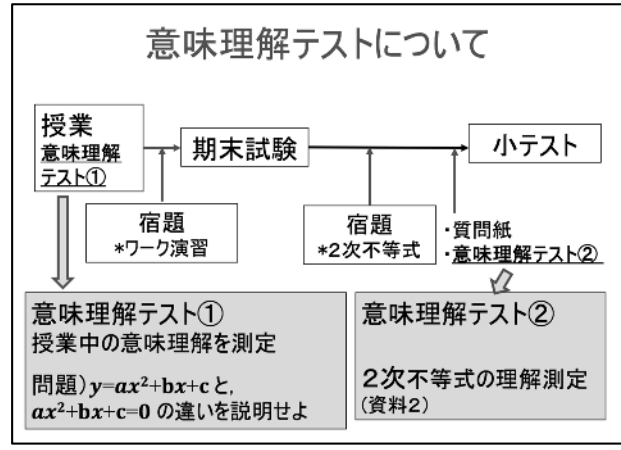 意味理解テストについて
授業
意味理解
テスト①
期末試験
小テスト
宿題
*ワーク演習
宿題
*2次不等式
・質問紙
・意味理解テスト②
意味理解テスト①
授業中の意味理解を測定
問題）y=ax²+bx+c と,
ax²+bx+c=0 の違いを説明せよ
意味理解テスト②
2次不等式の理解測定
(資料2)